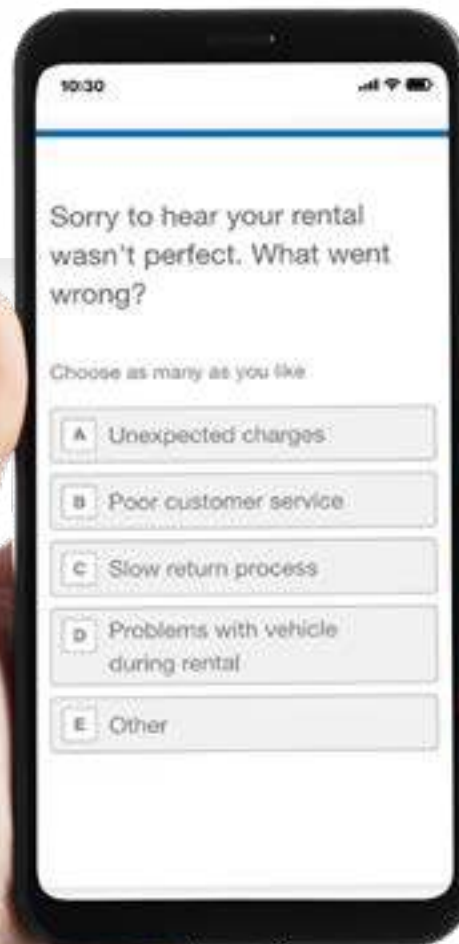 10:30
Sorry to hear your rental
wasn't perfect. What went
wrong?
Choose as many as you like
A Unexpected charges
B Poor customer service
C Slow return process
D Problems with vehicle
during rental
E Other